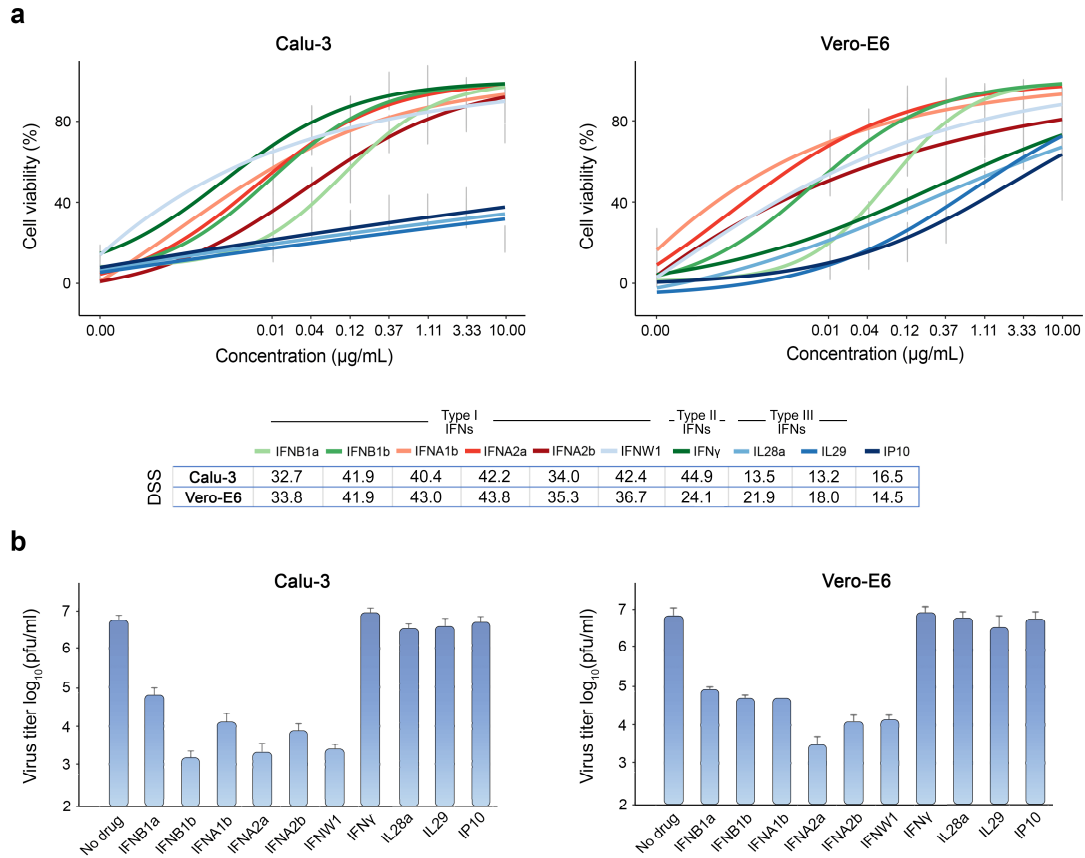 a
Calu-3
Vero-E6
Cell viability (%)
80
40
0
0.00 0.01 0.04 0.12 0.37 1.11 3.33 10.00
Concentration (µg/mL)
Cell viability (%)
80
40
0
0.00 0.01 0.04 0.12 0.37 1.11 3.33 10.00
Concentration (µg/mL)
Type I IFNs
Type II IFNs
Type III IFNs
IFNB1a IFNB1b IFNA1b IFNA2a IFNA2b IFNW1 IFNγ IL28a IL29 IP10
DSS
Calu-3 32.7 41.9 40.4 42.2 34.0 42.4 44.9 13.5 13.2 16.5
Vero-E6 33.8 41.9 43.0 43.8 35.3 36.7 24.1 21.9 18.0 14.5
b
Calu-3
Vero-E6
Virus titer log10(pfu/ml)
7
6
5
4
3
2
No drug IFNB1a IFNB1b IFNA1b IFNA2a IFNA2b IFNW1 IFNγ IL28a IL29 IP10
Virus titer log10(pfu/ml)
7
6
5
4
3
2
No drug IFNB1a IFNB1b IFNA1b IFNA2a IFNA2b IFNW1 IFNγ IL28a IL29 IP10